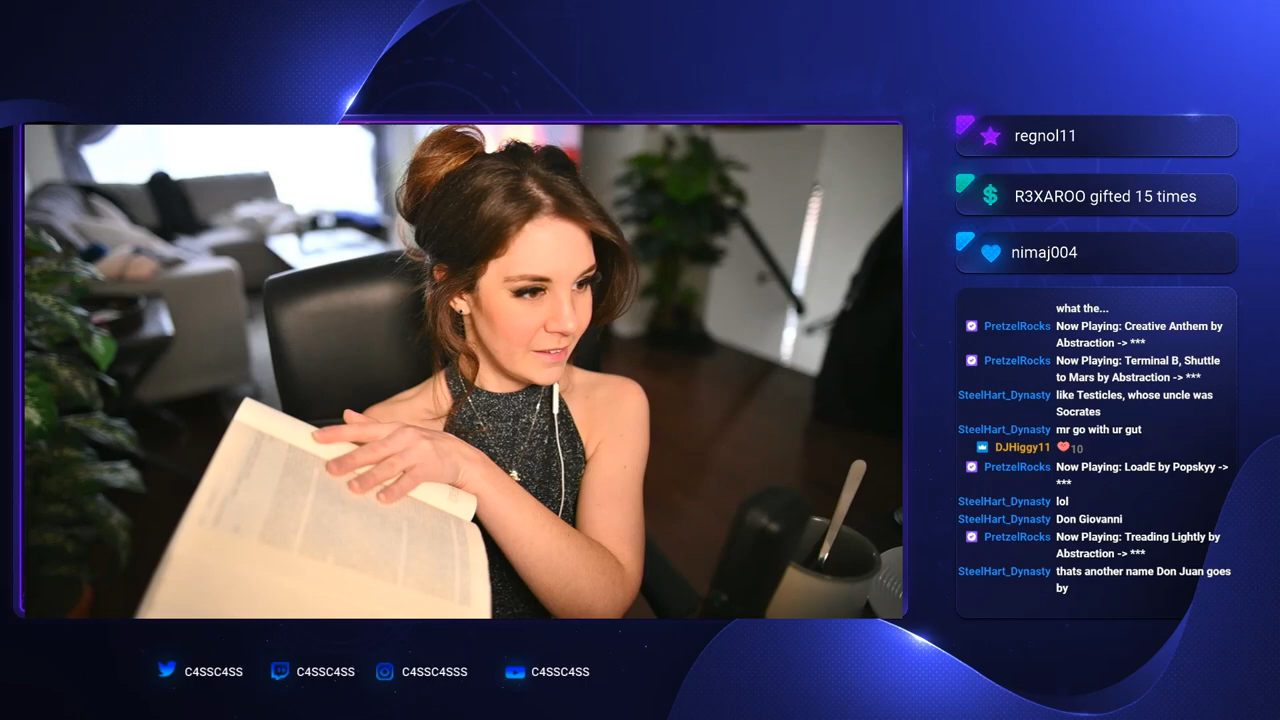 regnol11
R3XAROO gifted 15 times
nimaj004
what the...
PretzelRocks Now Playing: Creative Anthem by
Abstraction -> ***
PretzelRocks Now Playing: Terminal B, Shuttle
to Mars by Abstraction -> ***
SteelHart_Dynasty like Testicles, whose uncle was
Socrates
SteelHart_Dynasty mr go with ur gut
DJHiggy11 10
PretzelRocks Now Playing: LoadE by Popskyy ->
***
SteelHart_Dynasty lol
SteelHart_Dynasty Don Giovanni
PretzelRocks Now Playing: Treading Lightly by
Abstraction -> ***
SteelHart_Dynasty thats another name Don Juan goes
by
C4SSC4SS C4SSC4SS C4SSC4SSS C4SSC4SS